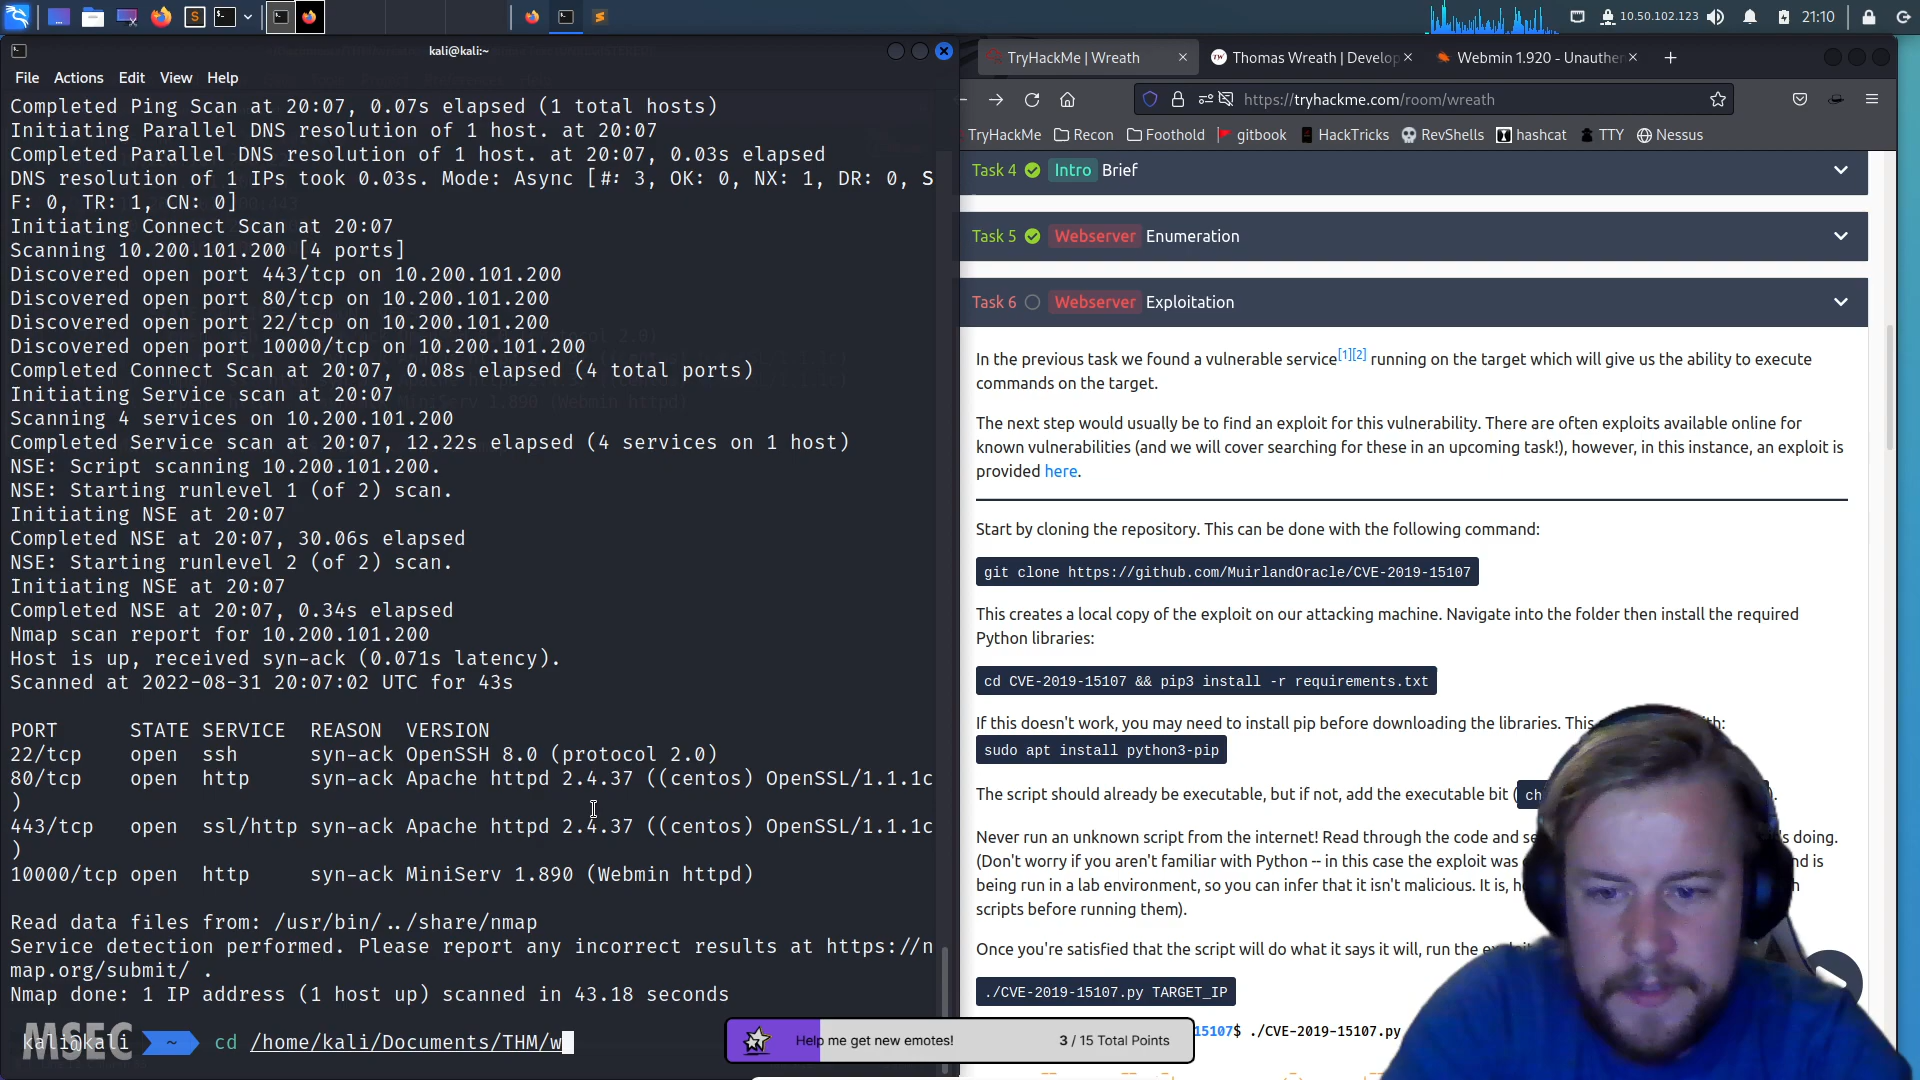 10.50.102.123
21:10
kali@kali:~
File Actions Edit View Help
Completed Ping Scan at 20:07, 0.07s elapsed (1 total hosts)
Initiating Parallel DNS resolution of 1 host. at 20:07
Completed Parallel DNS resolution of 1 host. at 20:07, 0.03s elapsed
DNS resolution of 1 IPs took 0.03s. Mode: Async [#: 3, OK: 0, NX: 1, DR: 0, S
F: 0, TR: 1, CN: 0]
Initiating Connect Scan at 20:07
Scanning 10.200.101.200 [4 ports]
Discovered open port 443/tcp on 10.200.101.200
Discovered open port 80/tcp on 10.200.101.200
Discovered open port 22/tcp on 10.200.101.200
Discovered open port 10000/tcp on 10.200.101.200
Completed Connect Scan at 20:07, 0.08s elapsed (4 total ports)
Initiating Service scan at 20:07
Scanning 4 services on 10.200.101.200
Completed Service scan at 20:07, 12.22s elapsed (4 services on 1 host)
NSE: Script scanning 10.200.101.200.
NSE: Starting runlevel 1 (of 2) scan.
Initiating NSE at 20:07
Completed NSE at 20:07, 30.06s elapsed
NSE: Starting runlevel 2 (of 2) scan.
Initiating NSE at 20:07
Completed NSE at 20:07, 0.34s elapsed
Nmap scan report for 10.200.101.200
Host is up, received syn-ack (0.071s latency).
Scanned at 2022-08-31 20:07:02 UTC for 43s
PORT STATE SERVICE REASON VERSION
22/tcp open ssh syn-ack OpenSSH 8.0 (protocol 2.0)
80/tcp open http syn-ack Apache httpd 2.4.37 ((centos) OpenSSL/1.1.1c
)
443/tcp open ssl/http syn-ack Apache httpd 2.4.37 ((centos) OpenSSL/1.1.1c
)
10000/tcp open http syn-ack MiniServ 1.890 (Webmin httpd)
Read data files from: /usr/bin/../share/nmap
Service detection performed. Please report any incorrect results at https://n
map.org/submit/ .
Nmap done: 1 IP address (1 host up) scanned in 43.18 seconds
MSEC
kali@kali ~ cd /home/kali/Documents/THM/w
Help me get new emotes! 3 / 15 Total Points
TryHackMe | Wreath
Thomas Wreath | Develop
Webmin 1.920 - Unauthen
https://tryhackme.com/room/wreath
TryHackMe Recon Foothold gitbook HackTricks RevShells hashcat TTY Nessus
Task 4 Intro Brief
Task 5 Webserver Enumeration
Task 6 Webserver Exploitation
In the previous task we found a vulnerable service[1][2] running on the target which will give us the ability to execute
commands on the target.
The next step would usually be to find an exploit for this vulnerability. There are often exploits available online for
known vulnerabilities (and we will cover searching for these in an upcoming task!), however, in this instance, an exploit is
provided here.
Start by cloning the repository. This can be done with the following command:
git clone https://github.com/MuirlandOracle/CVE-2019-15107
This creates a local copy of the exploit on our attacking machine. Navigate into the folder then install the required
Python libraries:
cd CVE-2019-15107 && pip3 install -r requirements.txt
If this doesn't work, you may need to install pip before downloading the libraries. This
sudo apt install python3-pip
The script should already be executable, but if not, add the executable bit ( ch ).
Never run an unknown script from the internet! Read through the code and se 's doing.
(Don't worry if you aren't familiar with Python -- in this case the exploit was nd is
being run in a lab environment, so you can infer that it isn't malicious. It is, h
scripts before running them).
Once you're satisfied that the script will do what it says it will, run the exploit
./CVE-2019-15107.py TARGET_IP
15107$ ./CVE-2019-15107.py